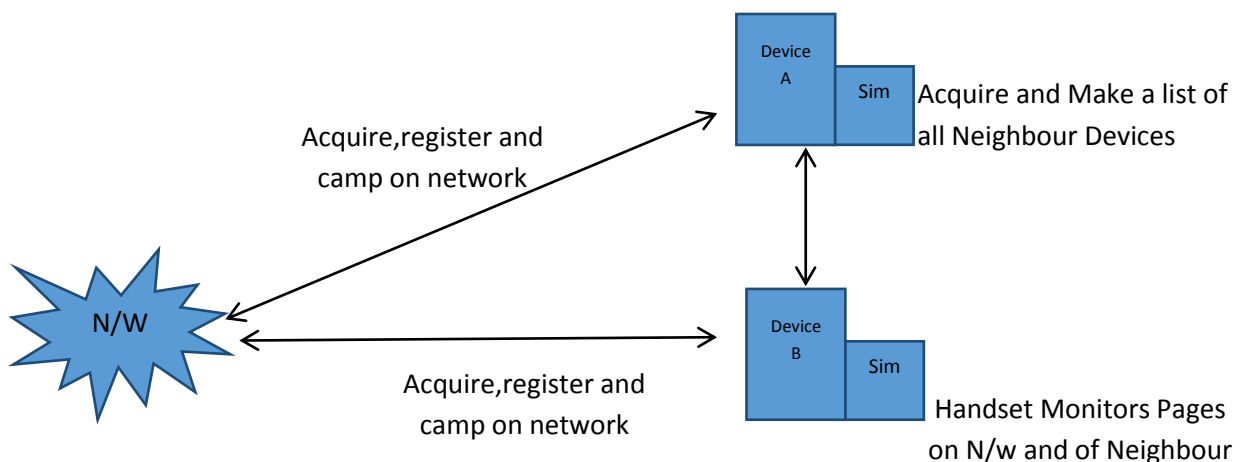 Device
A
Sim
Acquire and Make a list of
all Neighbour Devices
Acquire,register and
camp on network
N/W
Device
B
Sim
Acquire,register and
camp on network
Handset Monitors Pages
on N/w and of Neighbour